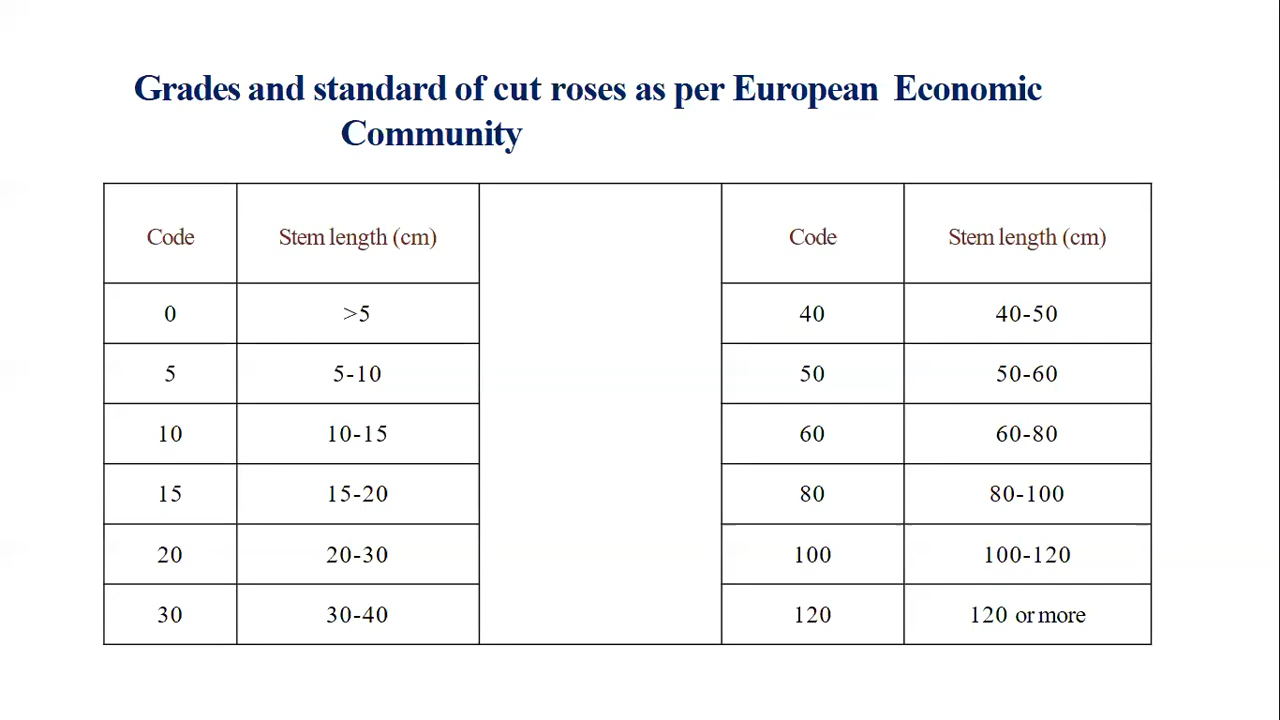 Grades and standard of cut roses as per European Economic
Community
Code Stem length (cm) Code Stem length (cm)
0 >5 40 40-50
5 5-10 50 50-60
10 10-15 60 60-80
15 15-20 80 80-100
20 20-30 100 100-120
30 30-40 120 120 or more